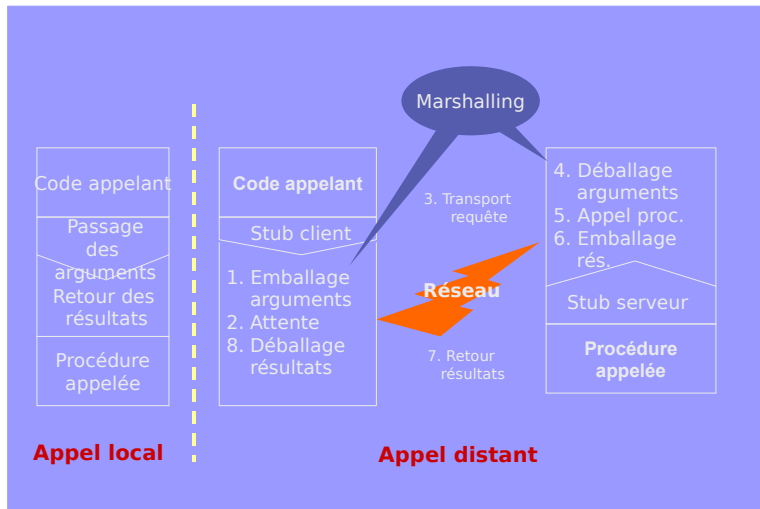 Marshalling
Code appelant
Passage
des
arguments
Retour des
résultats
Procédure
appelée
Appel local
Code appelant
Stub client
1. Emballage
arguments
2. Attente
8. Déballage
résultats
3. Transport
requête
Réseau
7. Retour
résultats
4. Déballage
arguments
5. Appel proc.
6. Emballage
rés.
Stub serveur
Procédure
appelée
Appel distant